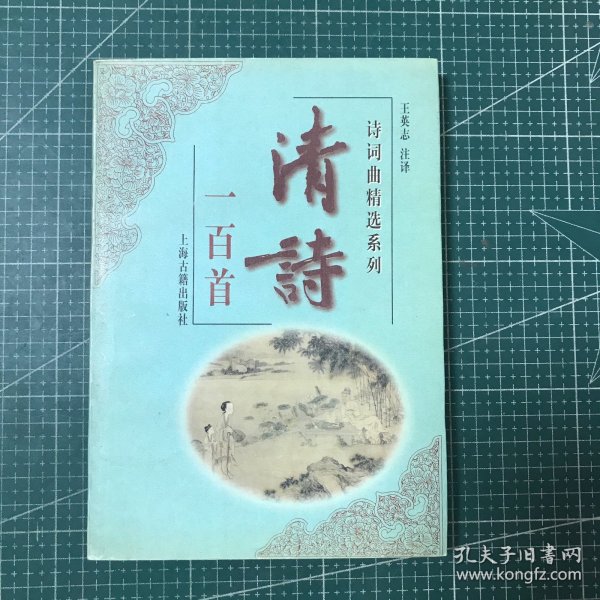 王英志 注译
诗词曲精选系列
清詩
一百首
上海古籍出版社
孔夫子旧书网
www.kongfz.com